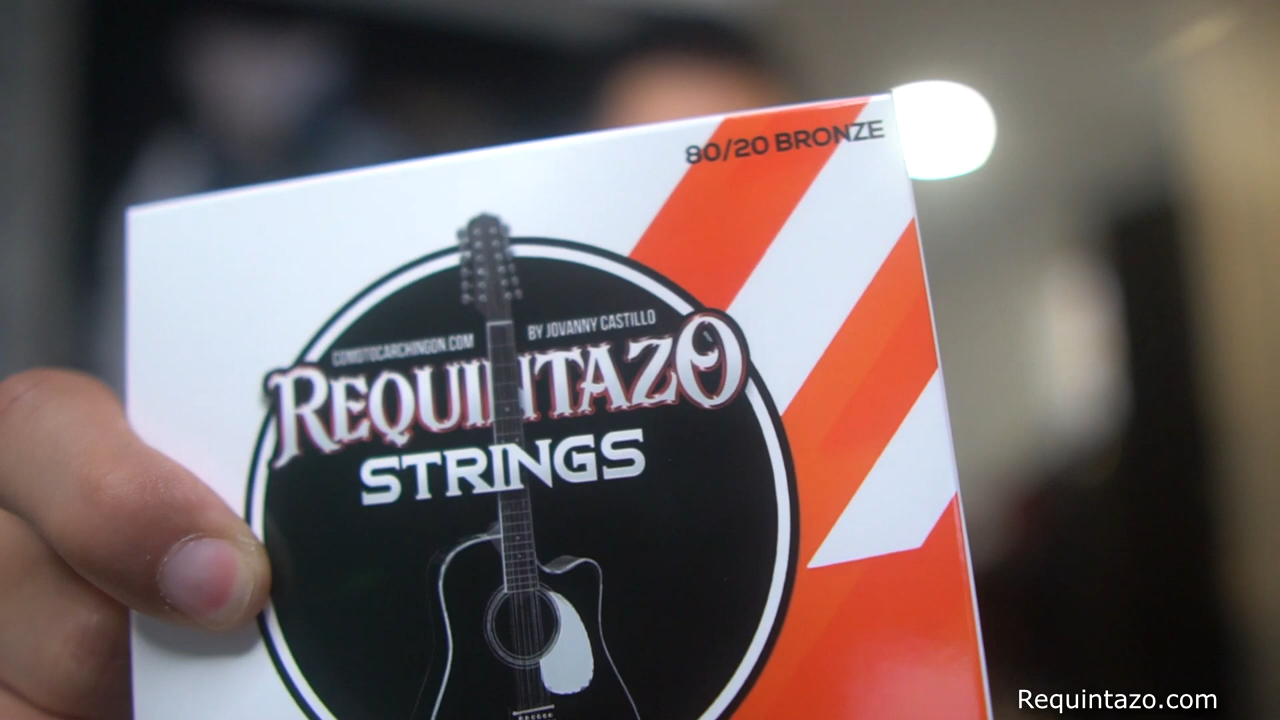 80/20 BRONZE
COMOTOCARCHINGON.COM
BY JOVANNY CASTILLO
REQUINTAZO
STRINGS
Requintazo.com